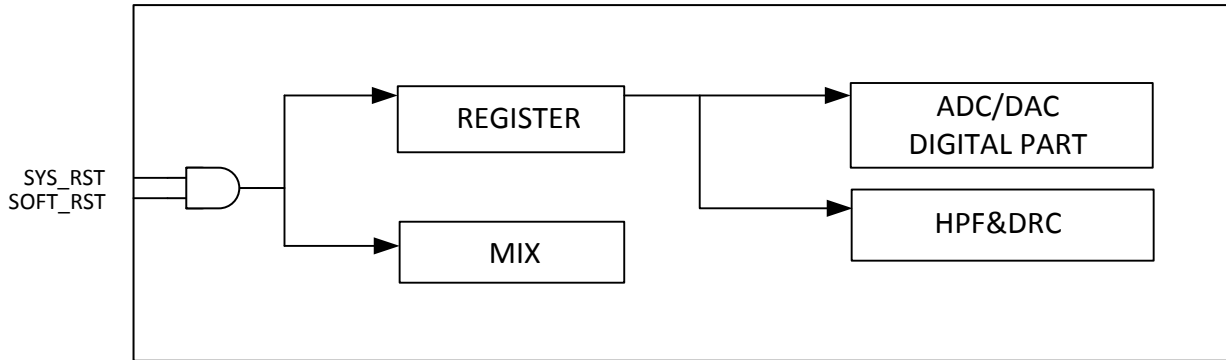 SYS_RST
SOFT_RST
REGISTER
MIX
ADC/DAC
DIGITAL PART
HPF&DRC